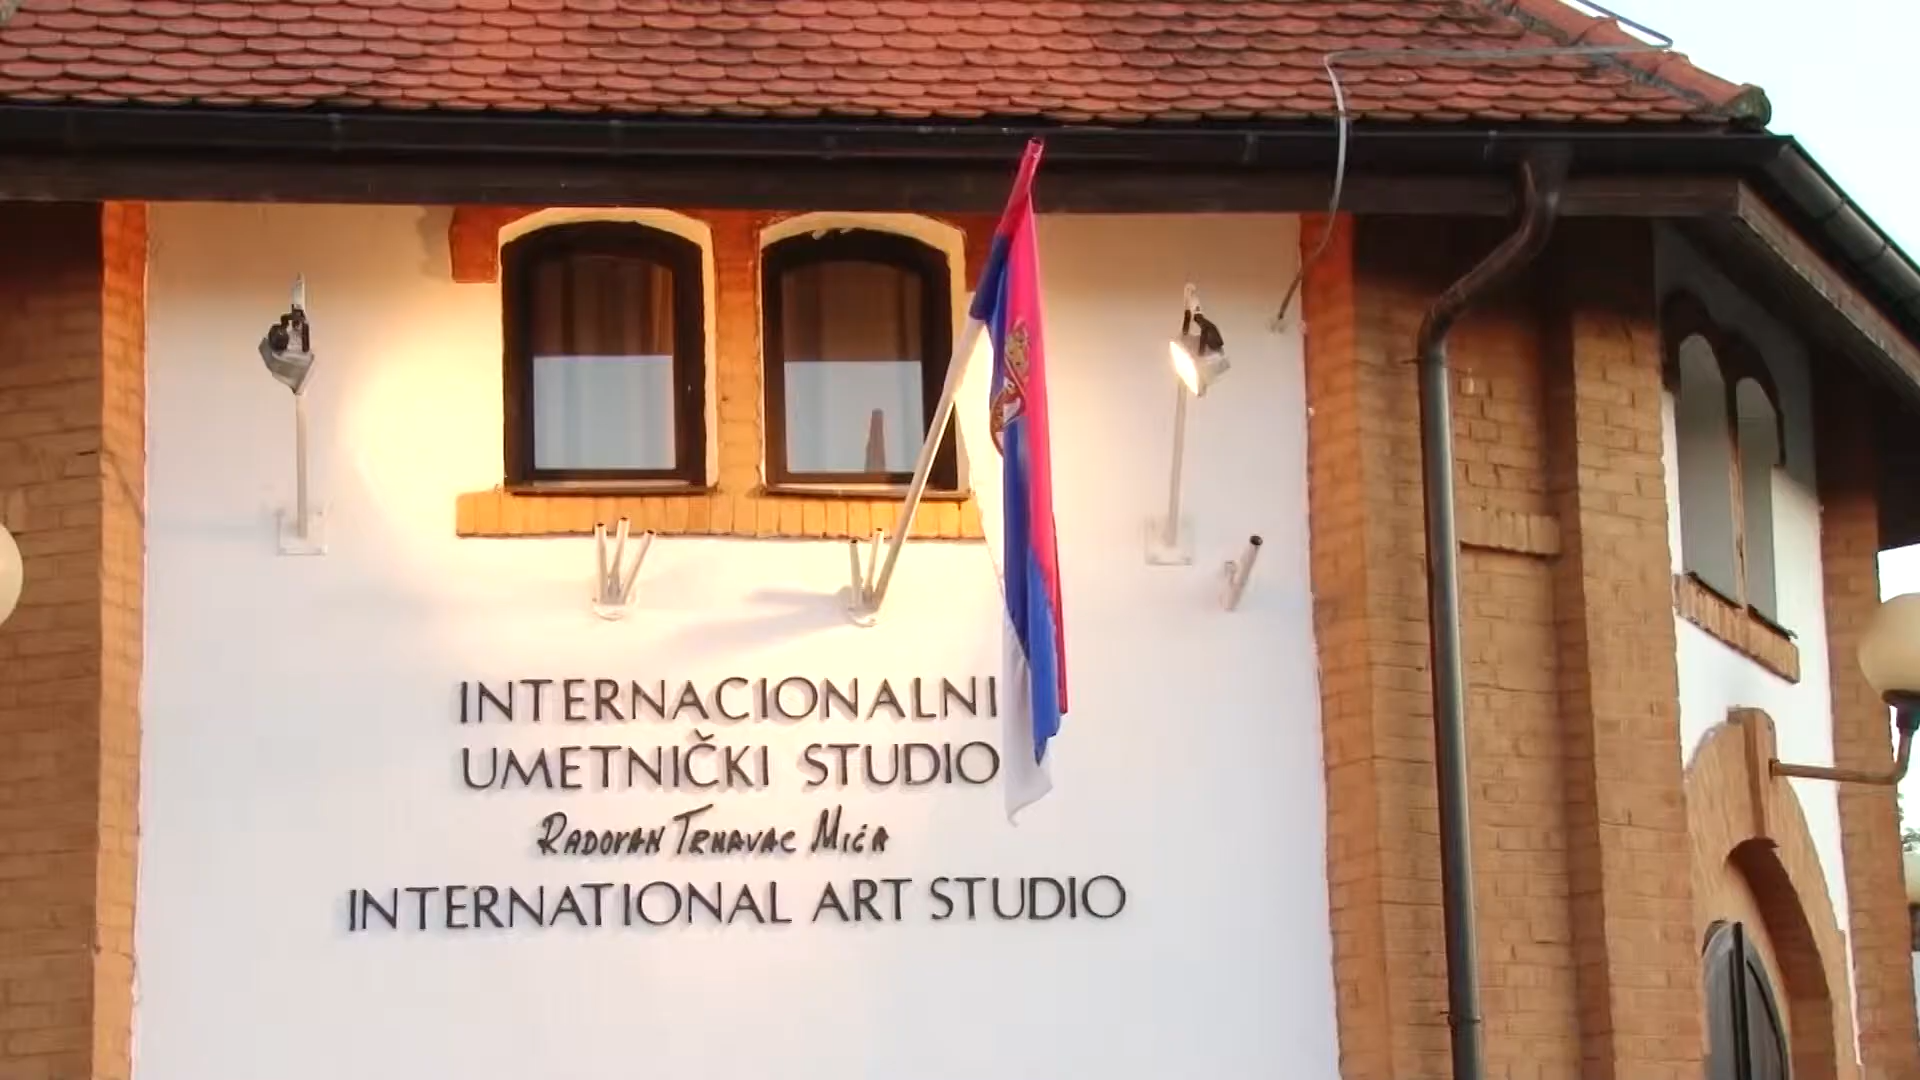 INTERNACIONALNI
UMETNIČKI STUDIO
RADOVAN TRNAVAC MIĆA
INTERNATIONAL ART STUDIO